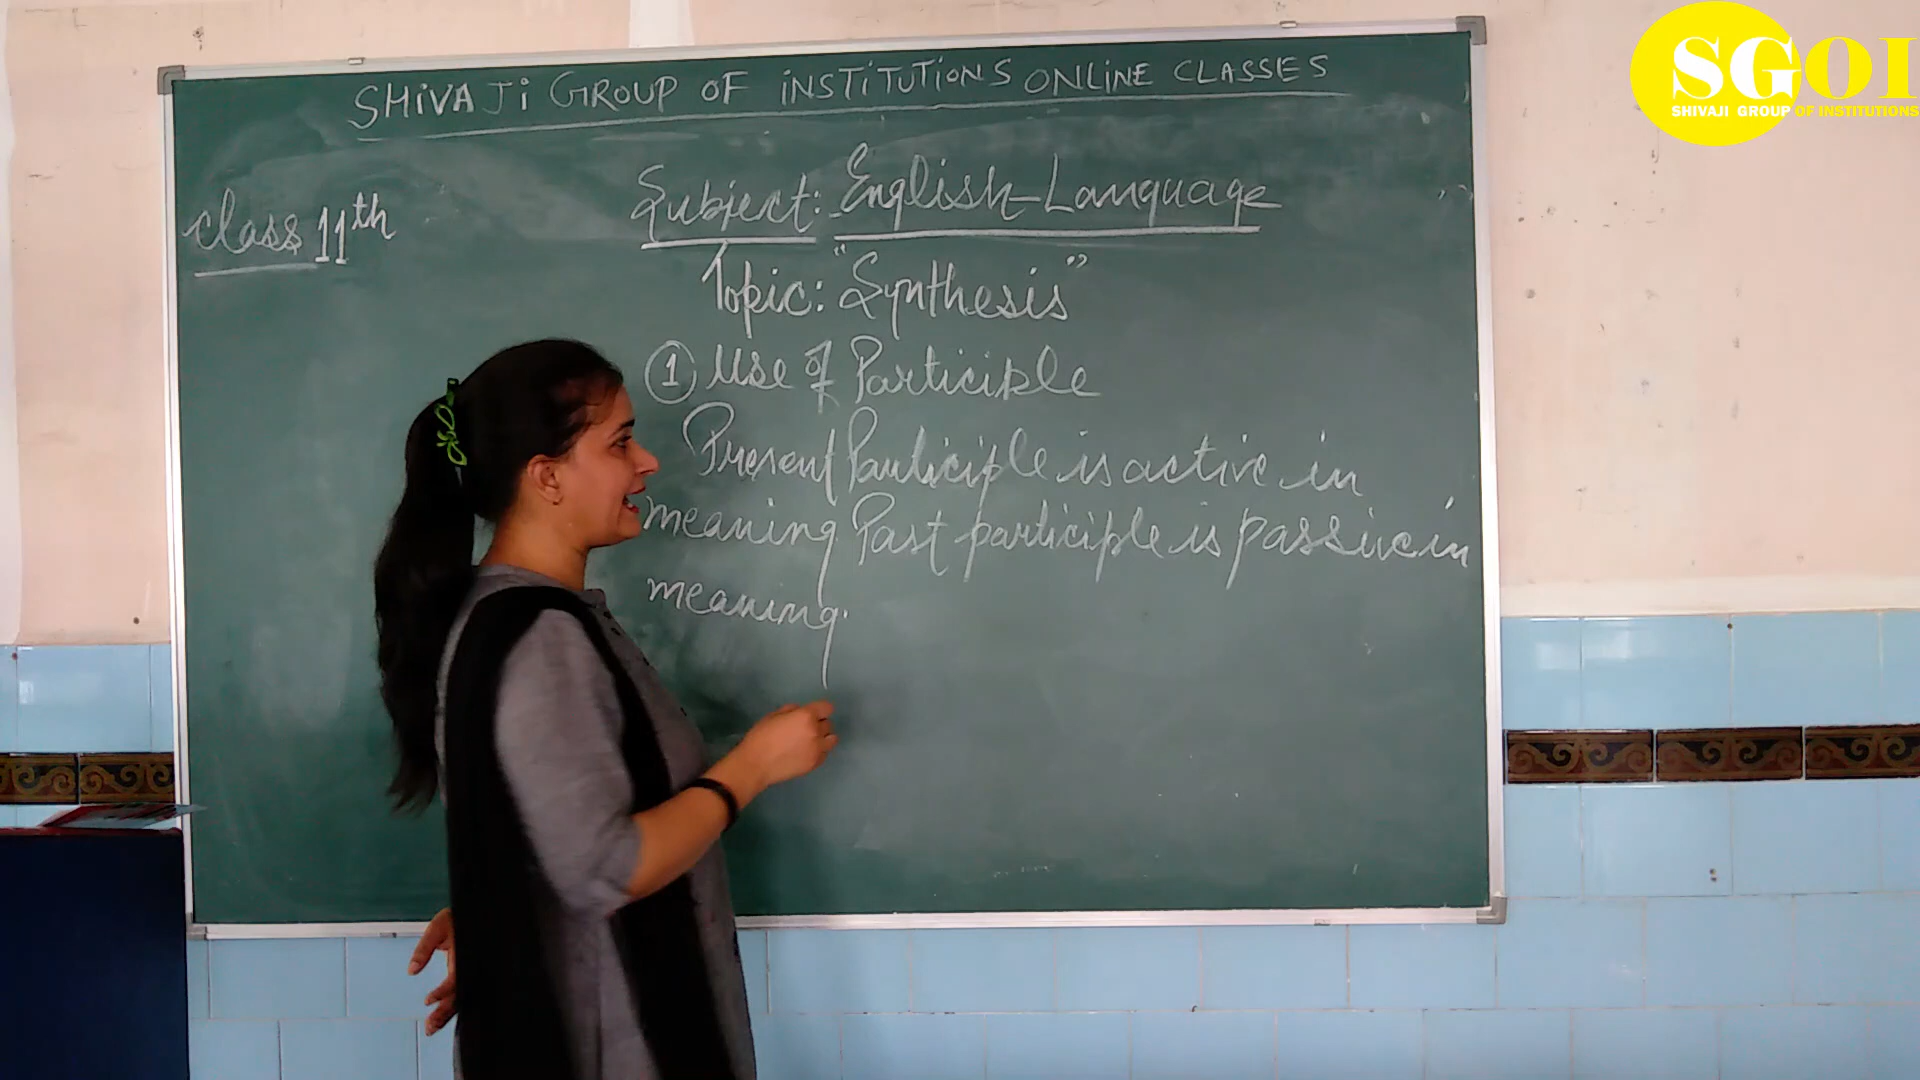 SHiVAJi GROUP OF iNSTiTUTiONS ONLiNE CLASSES
SGOI
SHIVAJI GROUP OF INSTITUTIONS
Class 11th
Subject:- English-Language
Topic: "Synthesis"
① Use of Participle
Present Participle is active in
meaning Past participle is passive in
meaning.